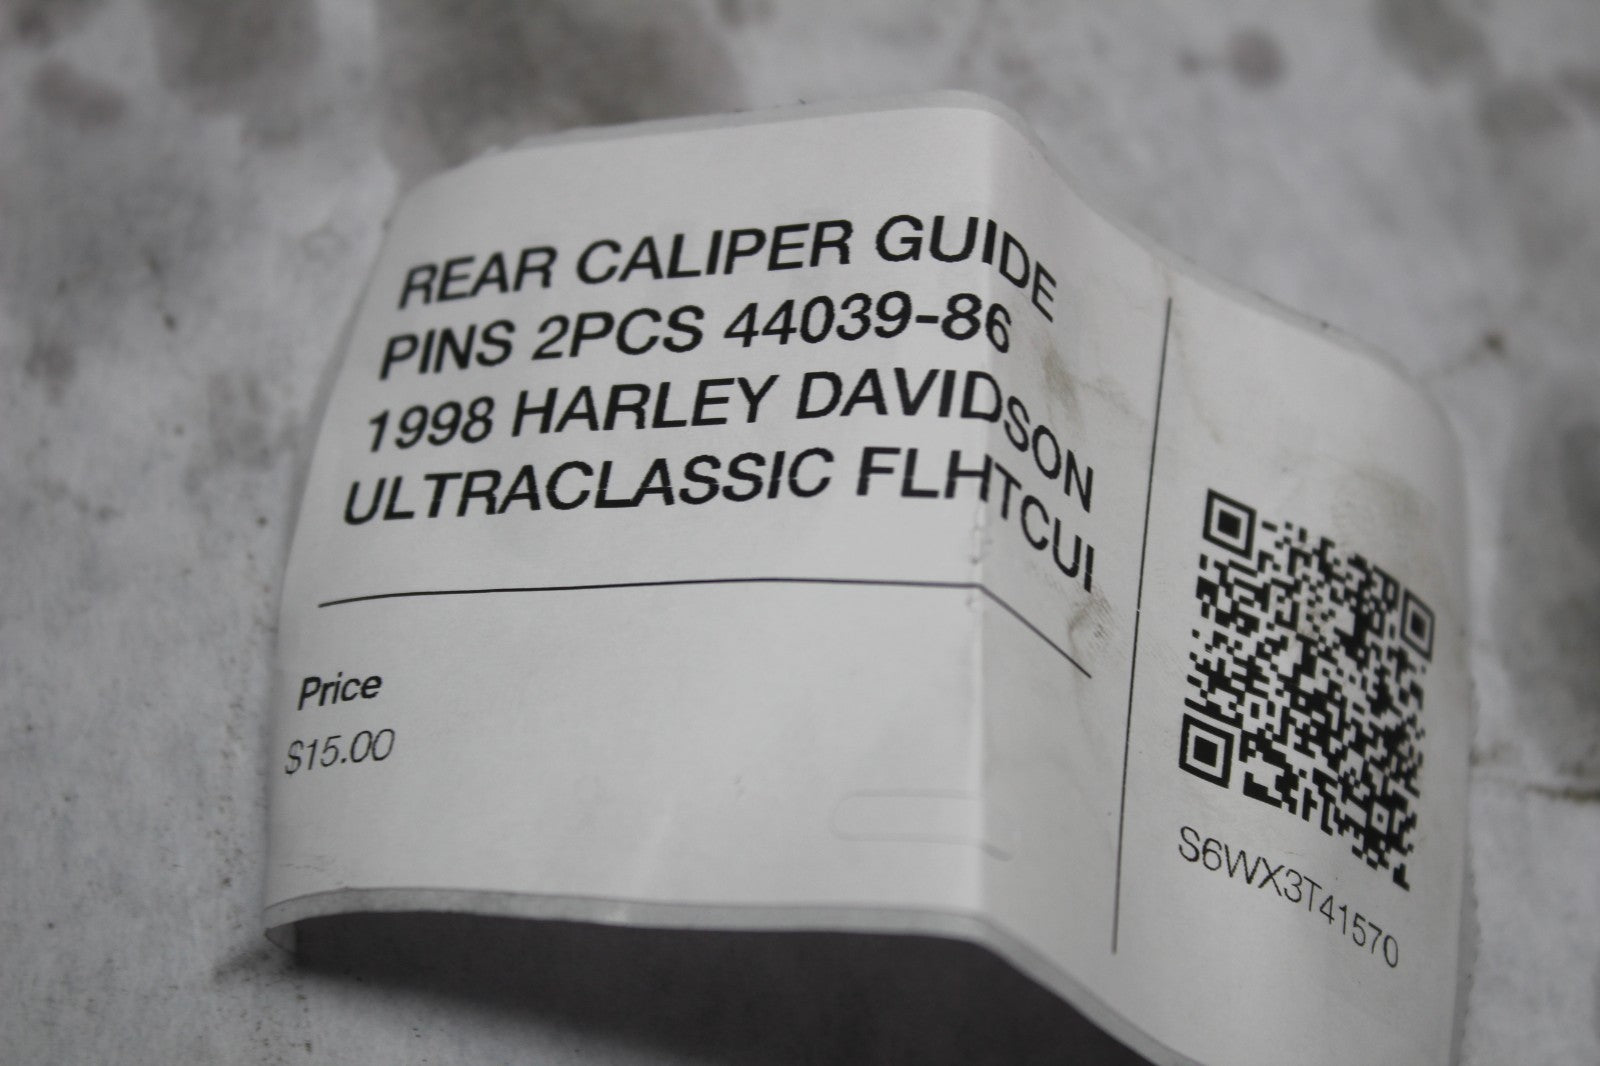 REAR CALIPER GUIDE
PINS 2PCS 44039-86
1998 HARLEY DAVIDSON
ULTRACLASSIC FLHTCUI
Price
$15.00
S6WX3T41570